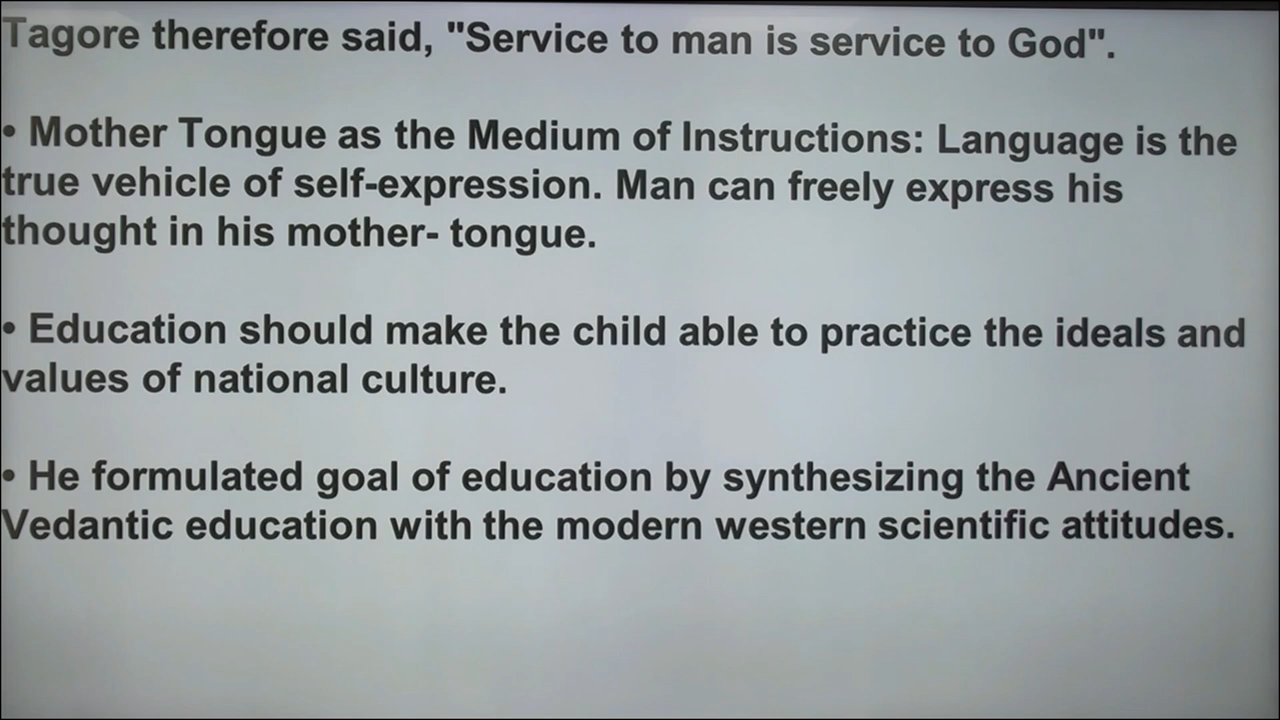 Tagore therefore said, "Service to man is service to God".
• Mother Tongue as the Medium of Instructions: Language is the
true vehicle of self-expression. Man can freely express his
thought in his mother- tongue.
• Education should make the child able to practice the ideals and
values of national culture.
• He formulated goal of education by synthesizing the Ancient
Vedantic education with the modern western scientific attitudes.